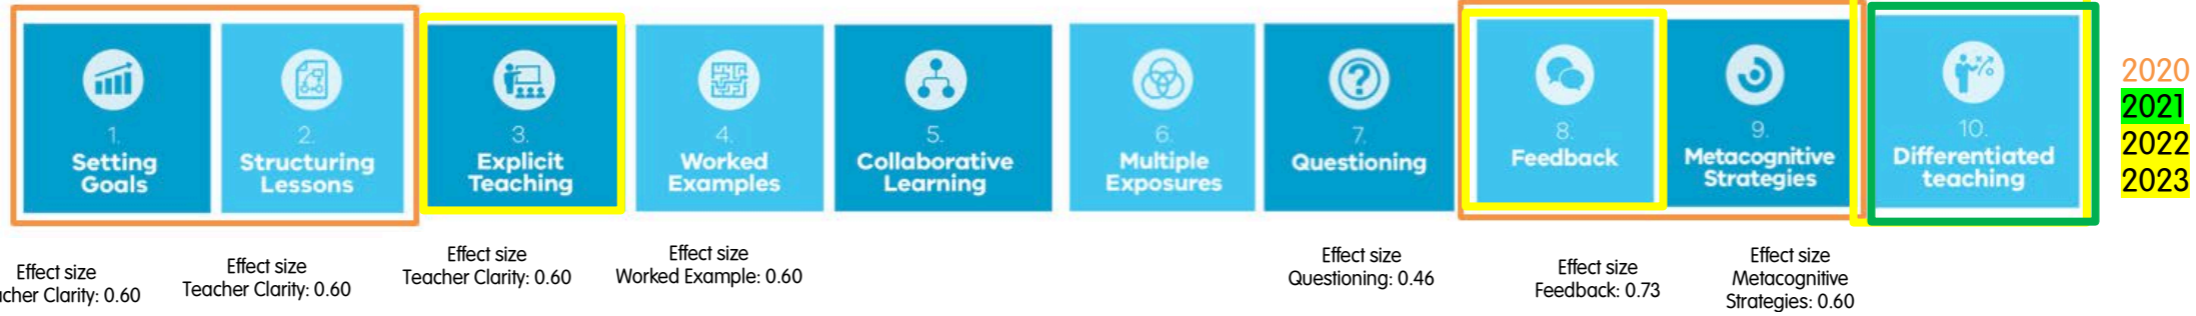 1.
Setting
Goals
2.
Structuring
Lessons
3.
Explicit
Teaching
4.
Worked
Examples
5.
Collaborative
Learning
6.
Multiple
Exposures
7.
Questioning
8.
Feedback
9.
Metacognitive
Strategies
10.
Differentiated
teaching
2020
2021
2022
2023
Effect size
acher Clarity: 0.60
Effect size
Teacher Clarity: 0.60
Effect size
Teacher Clarity: 0.60
Effect size
Worked Example: 0.60
Effect size
Questioning: 0.46
Effect size
Feedback: 0.73
Effect size
Metacognitive
Strategies: 0.60